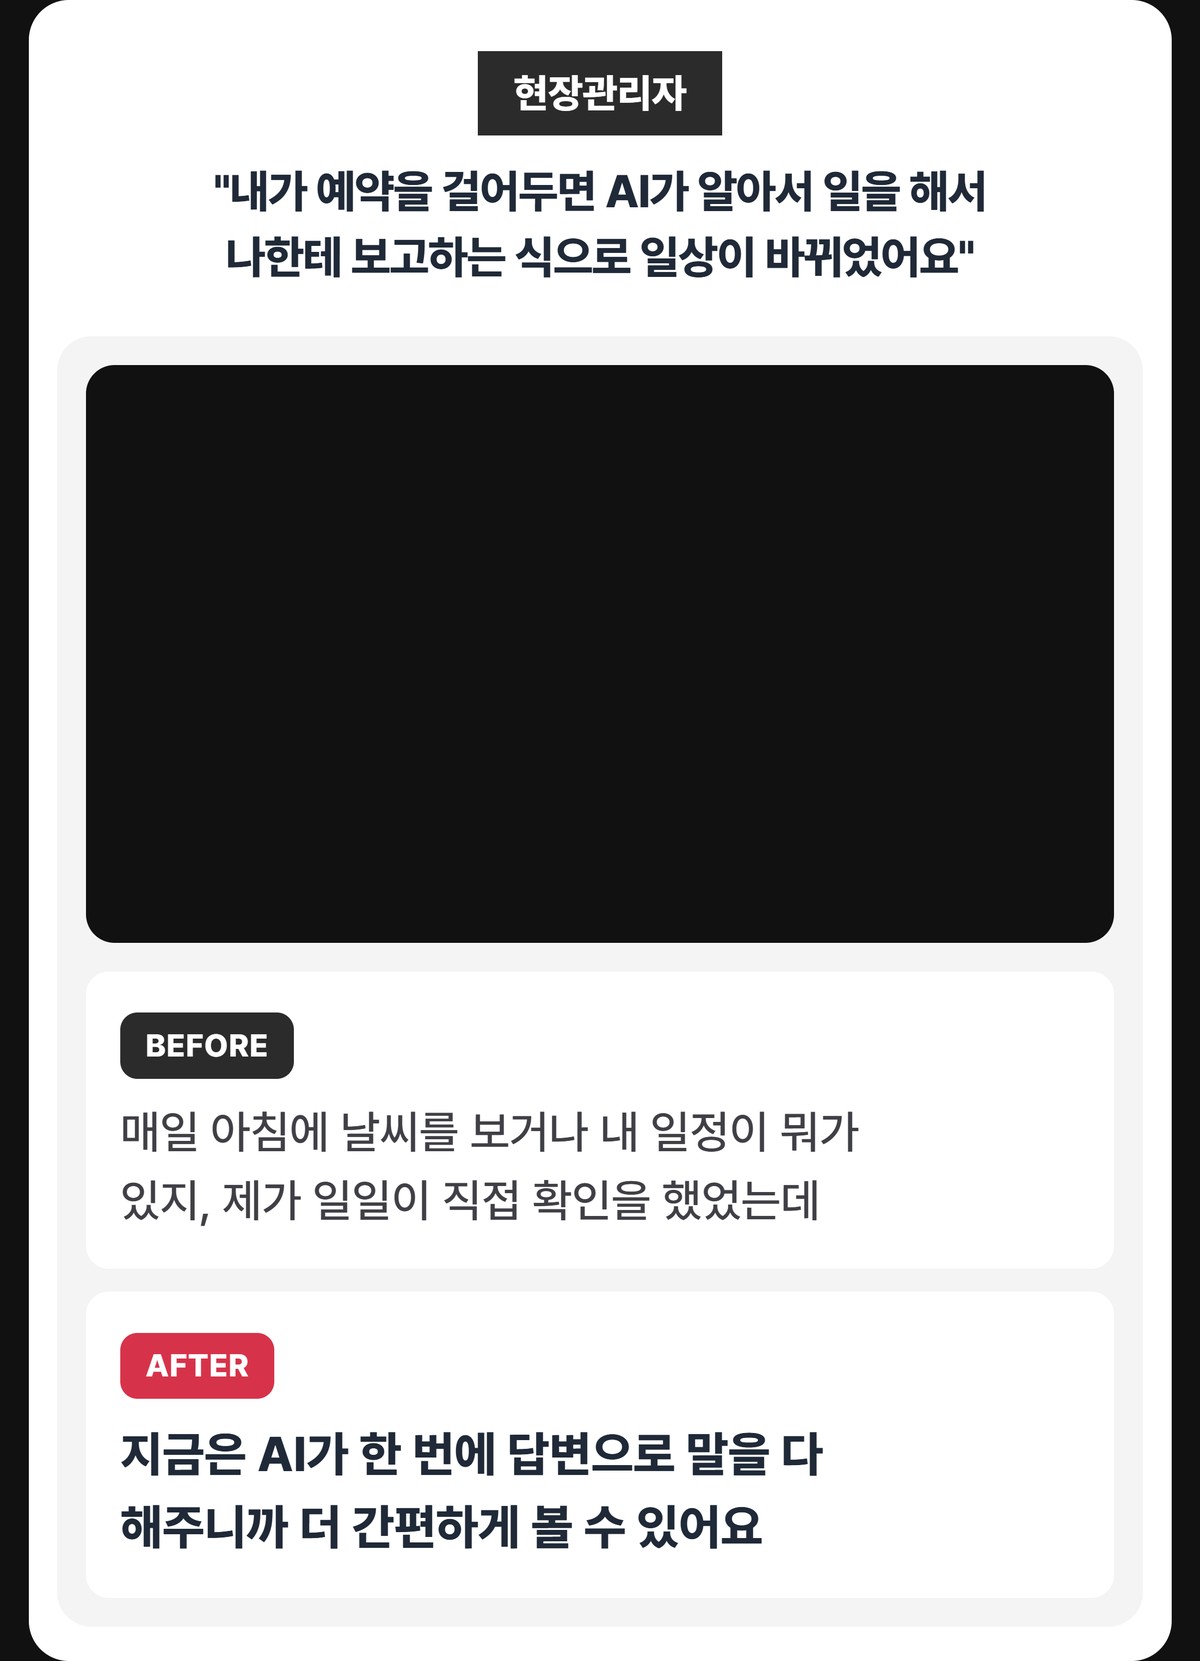 현장관리자
"내가 예약을 걸어두면 AI가 알아서 일을 해서
나한테 보고하는 식으로 일상이 바뀌었어요"
BEFORE
매일 아침에 날씨를 보거나 내 일정이 뭐가
있지, 제가 일일이 직접 확인을 했었는데
AFTER
지금은 AI가 한 번에 답변으로 말을 다
해주니까 더 간편하게 볼 수 있어요